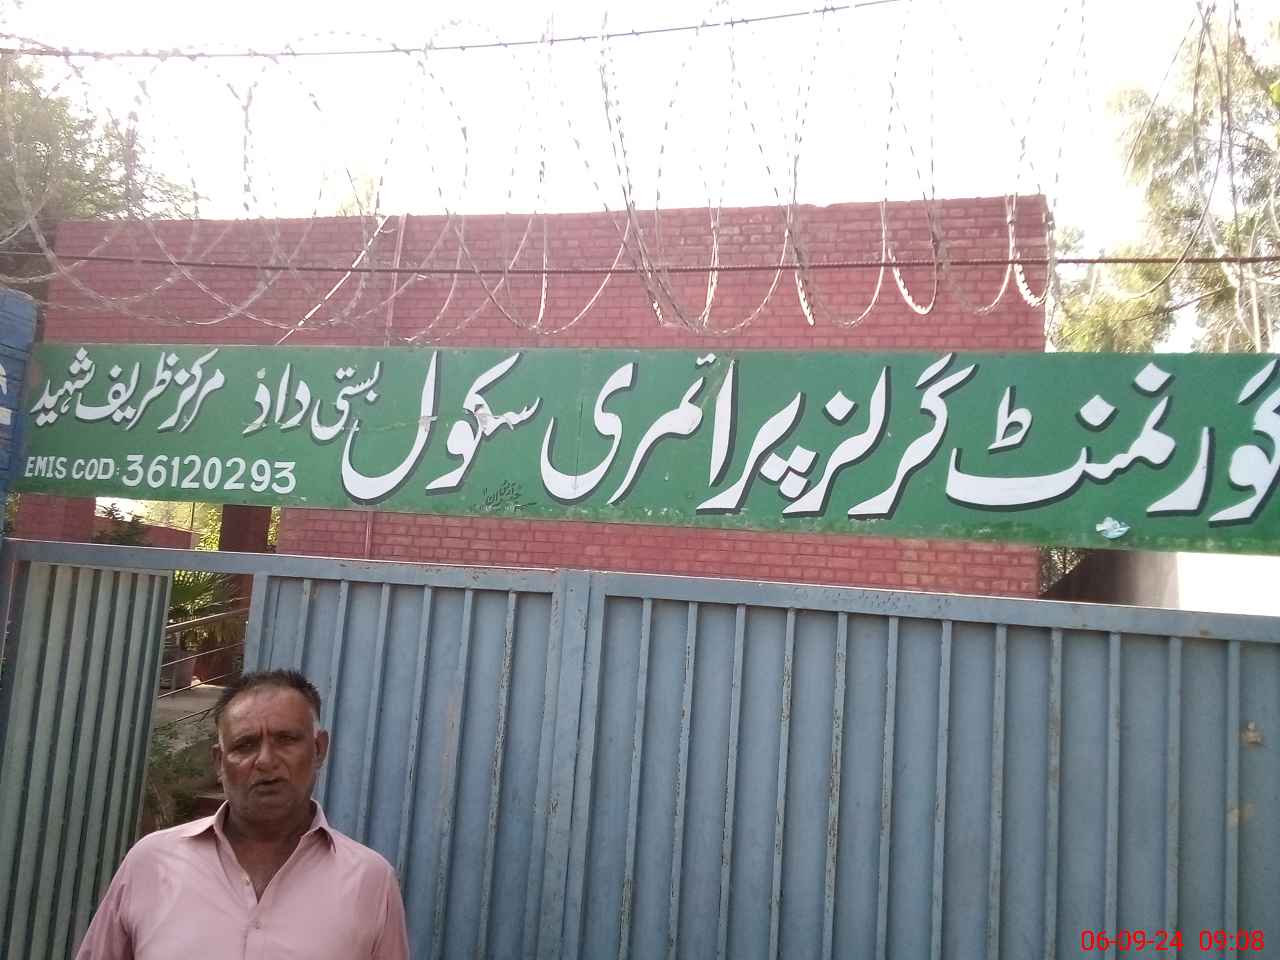 گورنمنٹ گرلز پرائمری سکول بستی داد مرکز ظریف شہید
EMIS COD: 36120293
06-09-24 09:08